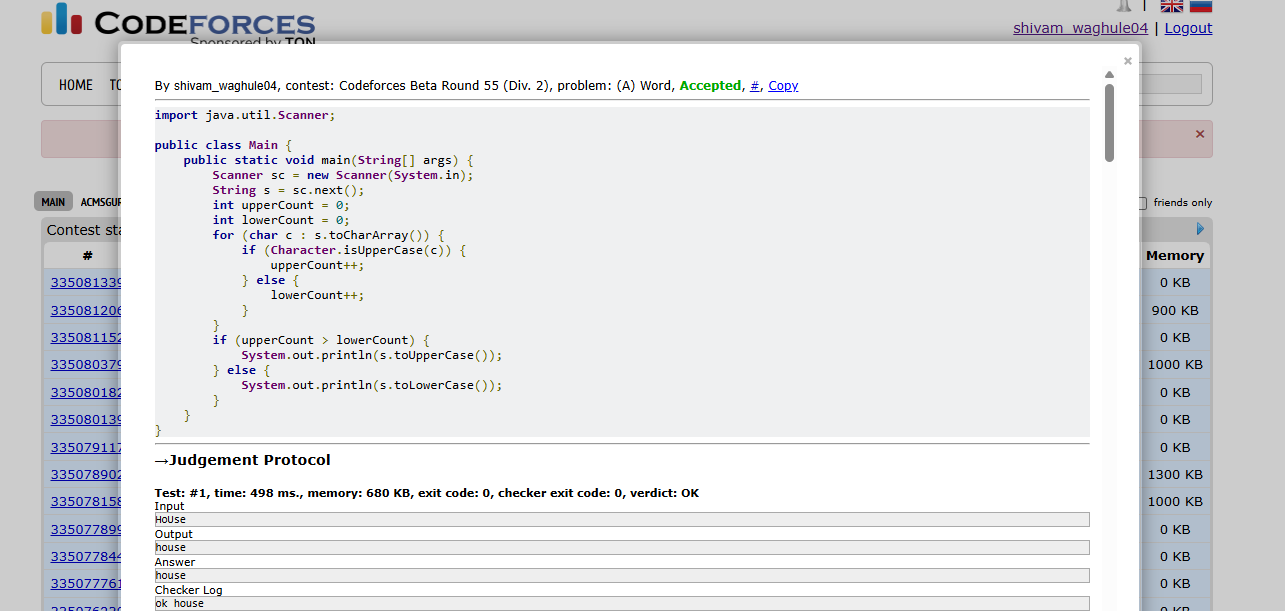 CODEFORCES
Sponsored by TON
shivam_waghule04 | Logout
HOME
×
By shivam_waghule04, contest: Codeforces Beta Round 55 (Div. 2), problem: (A) Word, Accepted, #, Copy
import java.util.Scanner;
public class Main {
public static void main(String[] args) {
Scanner sc = new Scanner(System.in);
String s = sc.next();
int upperCount = 0;
int lowerCount = 0;
for (char c : s.toCharArray()) {
if (Character.isUpperCase(c)) {
upperCount++;
} else {
lowerCount++;
}
}
if (upperCount > lowerCount) {
System.out.println(s.toUpperCase());
} else {
System.out.println(s.toLowerCase());
}
}
}
→Judgement Protocol
Test: #1, time: 498 ms., memory: 680 KB, exit code: 0, checker exit code: 0, verdict: OK
Input
HoUse
Output
house
Answer
house
Checker Log
ok house
×
MAIN ACMSGUR
friends only
Contest sta
# Memory
335081339 0 KB
335081206 900 KB
335081152 0 KB
335080379 1000 KB
335080182 0 KB
335080139 0 KB
335079117 0 KB
335078902 1300 KB
335078158 1000 KB
335077899 0 KB
335077844 0 KB
335077761 0 KB
0 KB